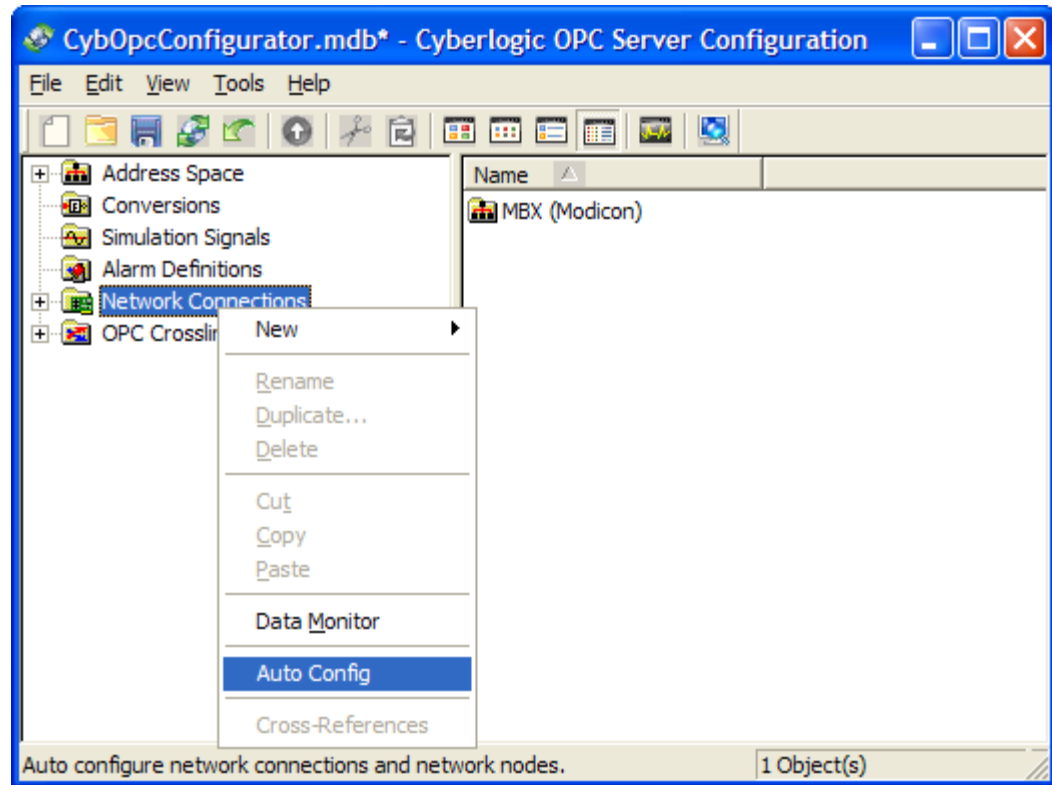 CybOpcConfigurator.mdb* - Cyberlogic OPC Server Configuration
File Edit View Tools Help
Address Space
Conversions
Simulation Signals
Alarm Definitions
Network Connections
OPC Crosslin
Name
MBX (Modicon)
New
Rename
Duplicate...
Delete
Cut
Copy
Paste
Data Monitor
Auto Config
Cross-References
Auto configure network connections and network nodes. 1 Object(s)